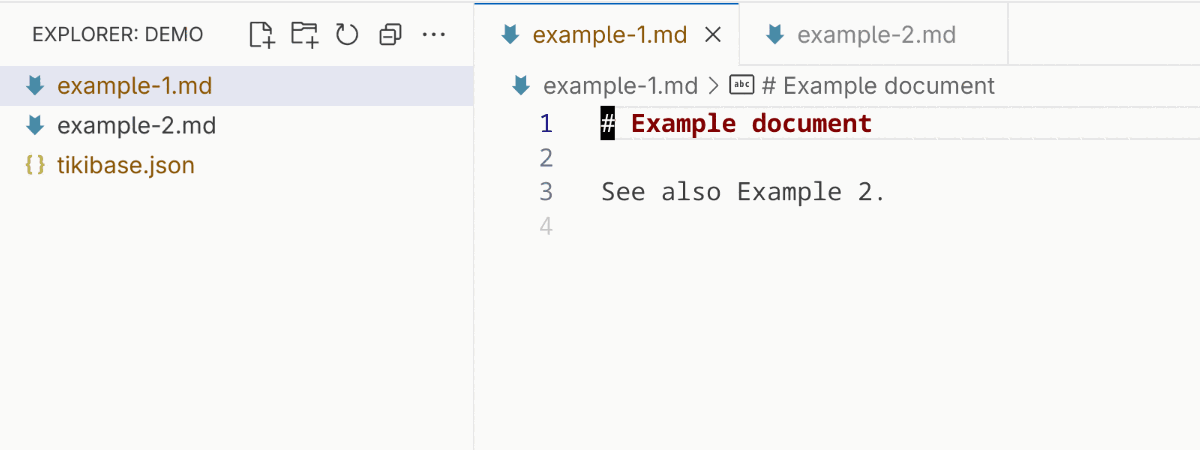 EXPLORER: DEMO
example-1.md
example-2.md
{} tikibase.json
example-1.md
example-2.md
example-1.md > abc # Example document
1 # Example document
2
3 See also Example 2.
4